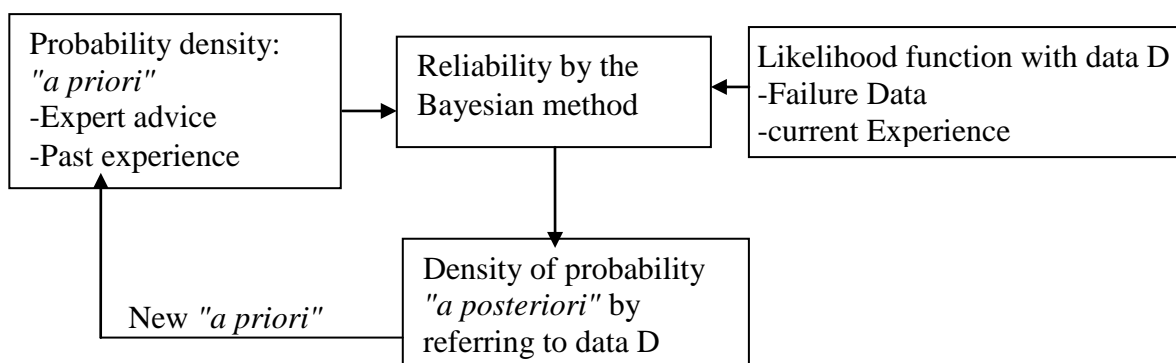 Probability density:
"a priori"
-Expert advice
-Past experience
Reliability by the
Bayesian method
Likelihood function with data D
-Failure Data
-current Experience
Density of probability
"a posteriori" by
referring to data D
New "a priori"